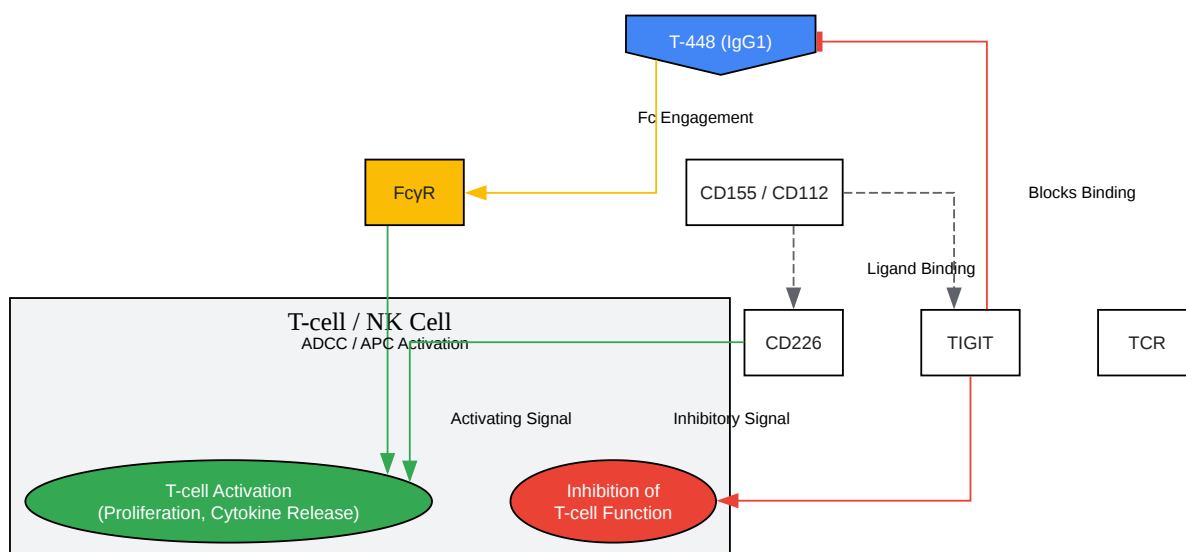 T-448 (IgG1)
Fc Engagement
FcγR
CD155 / CD112
Blocks Binding
Ligand Binding
T-cell / NK Cell
ADCC / APC Activation
CD226
TIGIT
TCR
Activating Signal
Inhibitory Signal
T-cell Activation
(Proliferation, Cytokine Release)
Inhibition of
T-cell Function